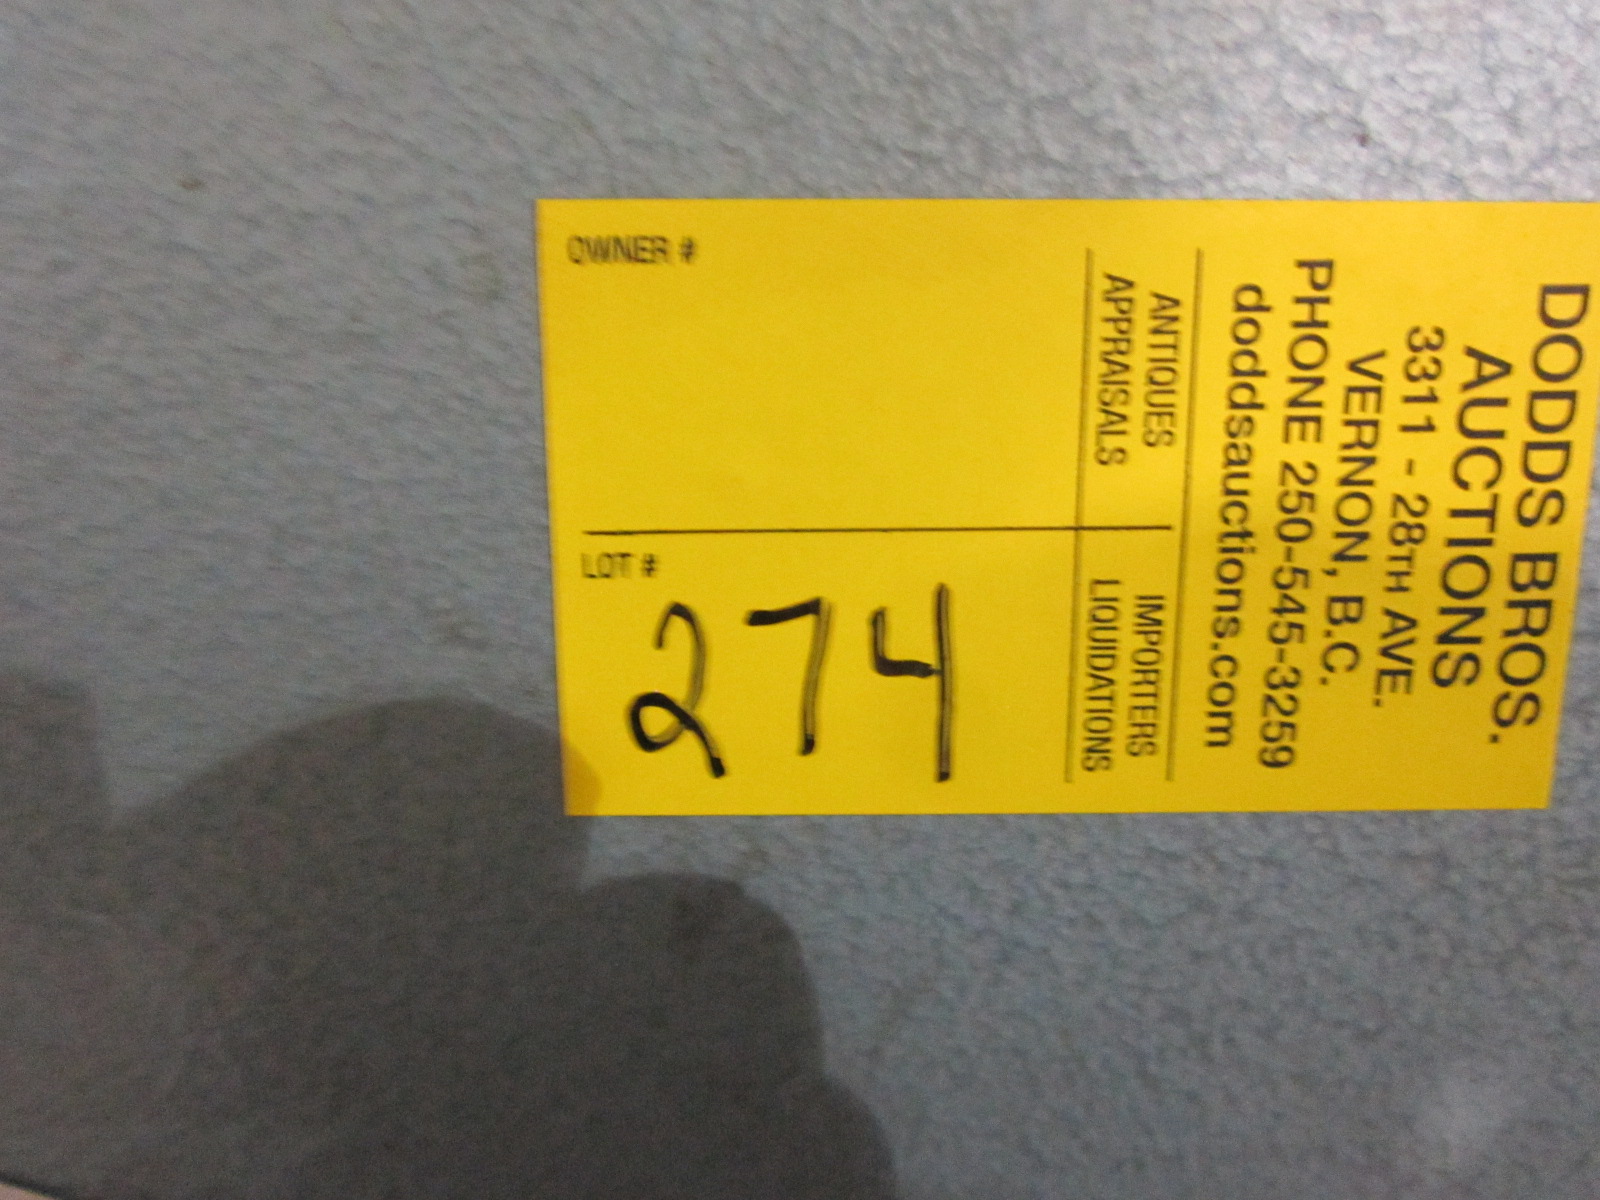 DODDS BROS.
AUCTIONS
3311 - 28TH AVE.
VERNON, B.C.
PHONE 250-545-3259
doddsauctions.com
ANTIQUES
APPRAISALS
IMPORTERS
LIQUIDATIONS
OWNER #
LOT #
274